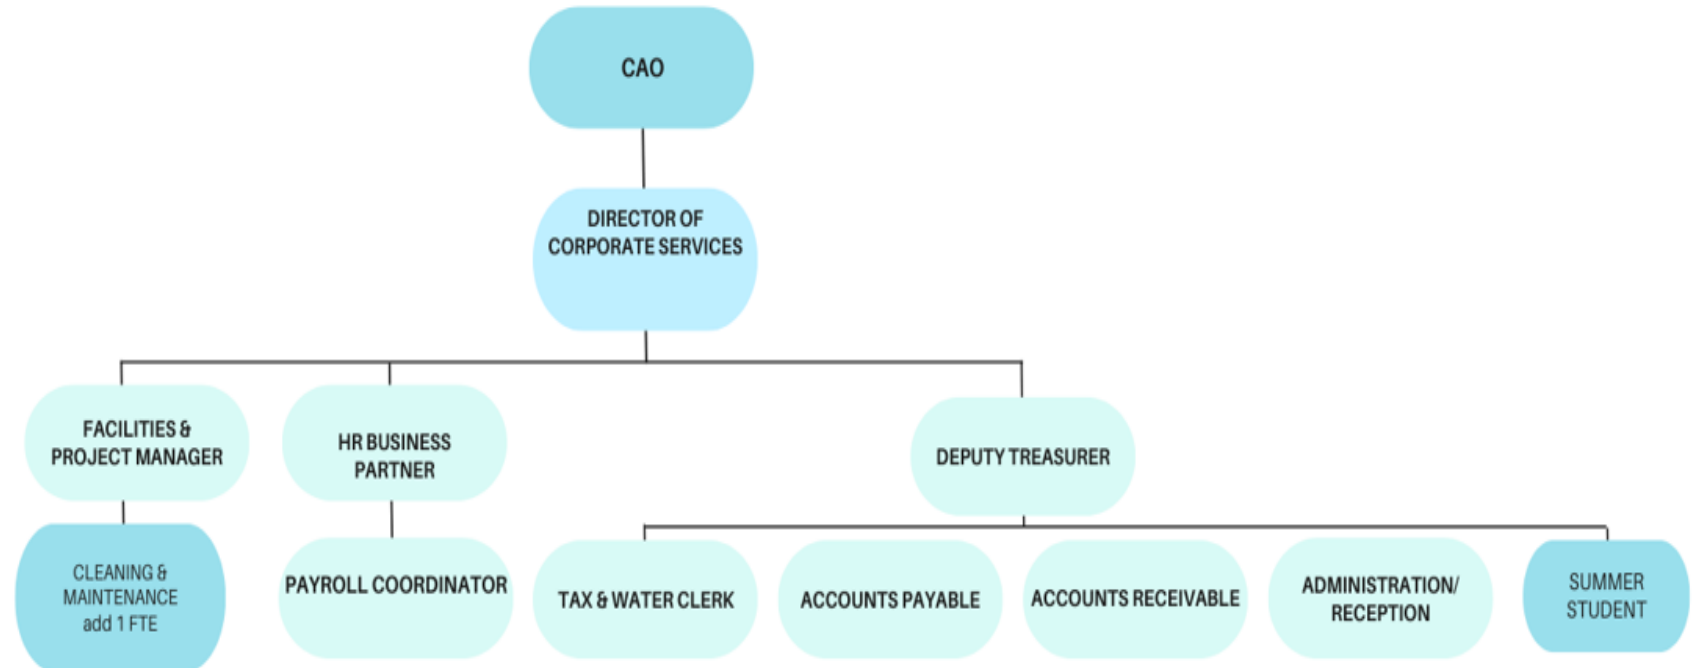 CAO
DIRECTOR OF
CORPORATE SERVICES
FACILITIES &
PROJECT MANAGER
HR BUSINESS
PARTNER
DEPUTY TREASURER
CLEANING &
MAINTENANCE
add 1 FTE
PAYROLL COORDINATOR
TAX & WATER CLERK
ACCOUNTS PAYABLE
ACCOUNTS RECEIVABLE
ADMINISTRATION/
RECEPTION
SUMMER
STUDENT